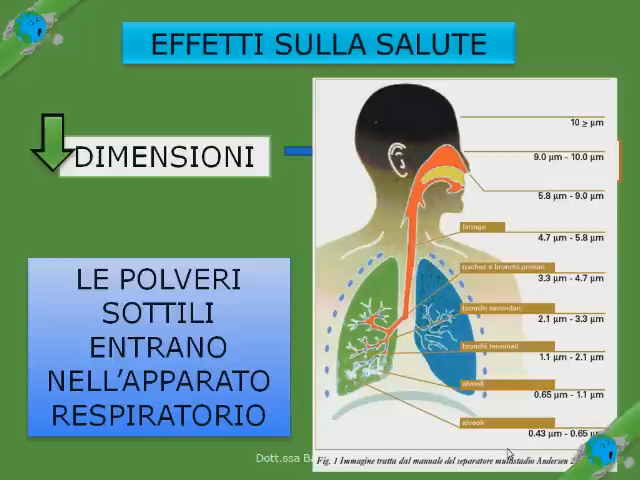 EFFETTI SULLA SALUTE
DIMENSIONI
LE POLVERI
SOTTILI
ENTRANO
NELL'APPARATO
RESPIRATORIO
10 ≥ µm
9.0 µm - 10.0 µm
5.8 µm - 9.0 µm
faringe
4.7 µm - 5.8 µm
trachea e bronchi primari
3.3 µm - 4.7 µm
bronchi secondari
2.1 µm - 3.3 µm
bronchi terminali
1.1 µm - 2.1 µm
alveoli
0.65 µm - 1.1 µm
alveoli
0.43 µm - 0.65 µm
Dott.ssa
Fig. 1 Immagine tratta dal manuale del separatore multistadio Andersen